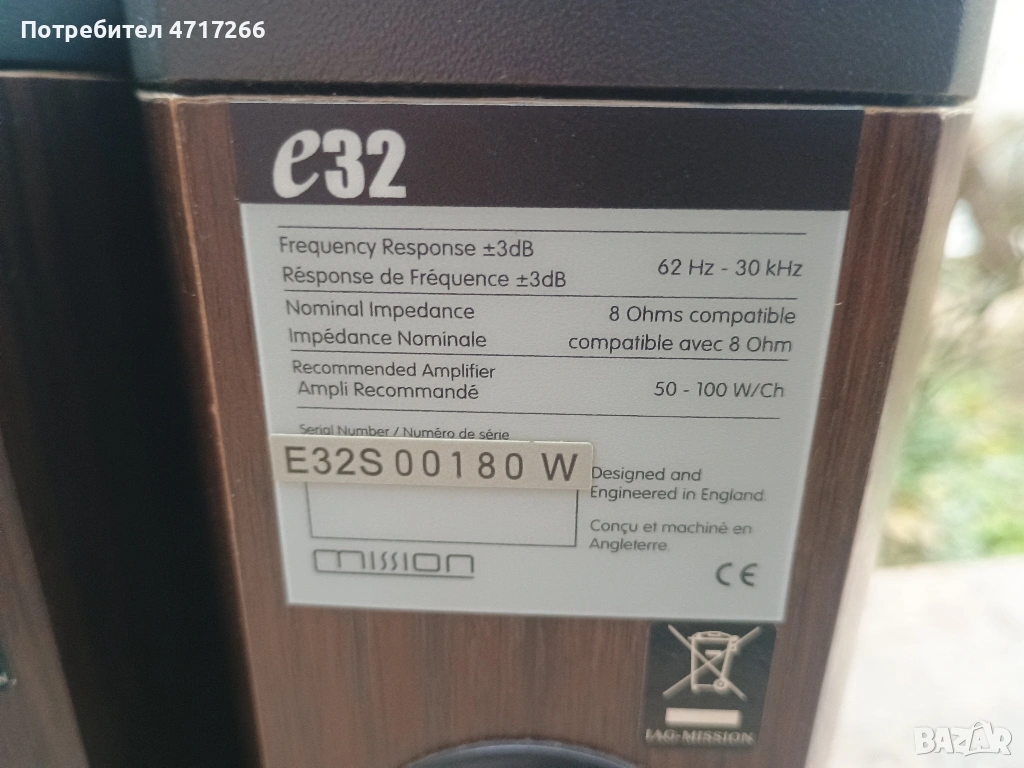 Потребител 4717266
e32
Frequency Response ±3dB
Résponse de Fréquence ±3dB
62 Hz - 30 kHz
Nominal Impedance
Impédance Nominale
8 Ohms compatible
compatible avec 8 Ohm
Recommended Amplifier
Ampli Recommandé
50 - 100 W/Ch
Serial Number / Numéro de série
E32S 00180 W
Designed and
Engineered in England
Conçu et machiné en
Angleterre
mission
CE
IAG-MISSION
BAZAR